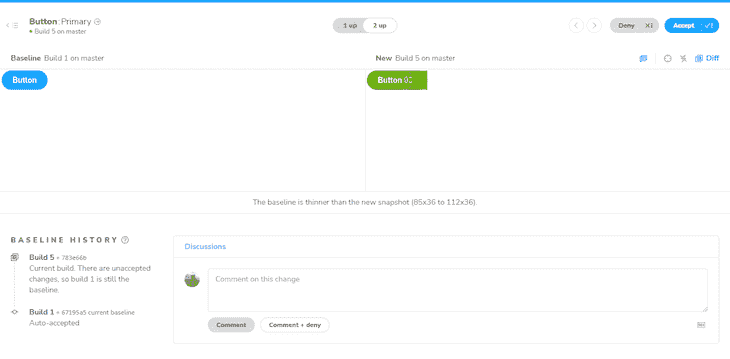 Button: Primary
Build 5 on master
1 up 2 up
Deny
Accept
Baseline Build 1 on master
New Build 5 on master
Diff
Button
Button
The baseline is thinner than the new snapshot (85x36 to 112x36).
BASELINE HISTORY
Build 5
Current build. There are unaccepted
changes, so build 1 is still the
baseline.
Build 1 • 67195a5 current baseline
Auto-accepted
Discussions
Comment on this change
Comment
Comment + deny